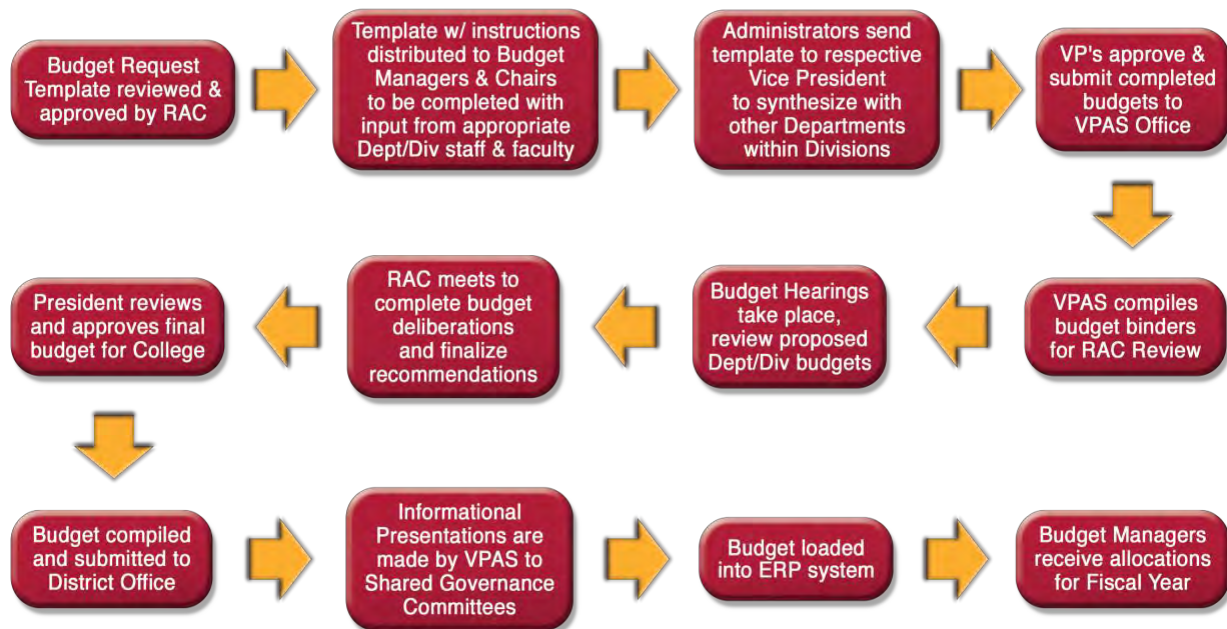 Budget Request
Template reviewed &
approved by RAC
Template w/ instructions
distributed to Budget
Managers & Chairs
to be completed with
input from appropriate
Dept/Div staff & faculty
Administrators send
template to respective
Vice President
to synthesize with
other Departments
within Divisions
VP's approve &
submit completed
budgets to
VPAS Office
VPAS compiles
budget binders
for RAC Review
Budget Hearings
take place,
review proposed
Dept/Div budgets
RAC meets to
complete budget
deliberations
and finalize
recommendations
President reviews
and approves final
budget for College
Budget compiled
and submitted to
District Office
Informational
Presentations are
made by VPAS to
Shared Governance
Committees
Budget loaded
into ERP system
Budget Managers
receive allocations
for Fiscal Year